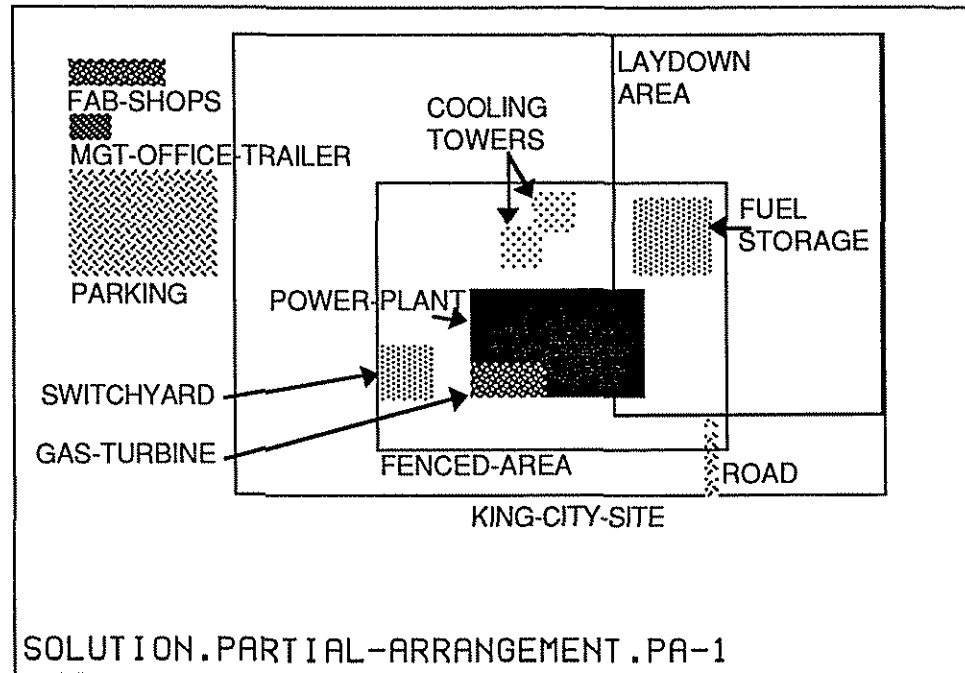 FAB-SHOPS
MGT-OFFICE-TRAILER
PARKING
LAYDOWN
AREA
COOLING
TOWERS
FUEL
STORAGE
POWER-PLANT
SWITCHYARD
GAS-TURBINE
FENCED-AREA
ROAD
KING-CITY-SITE
SOLUTION.PARTIAL-ARRANGEMENT.PA-1